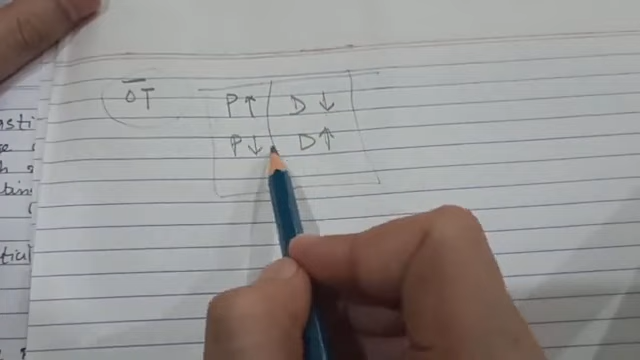 OT
P↑ D↓
P↓ D↑